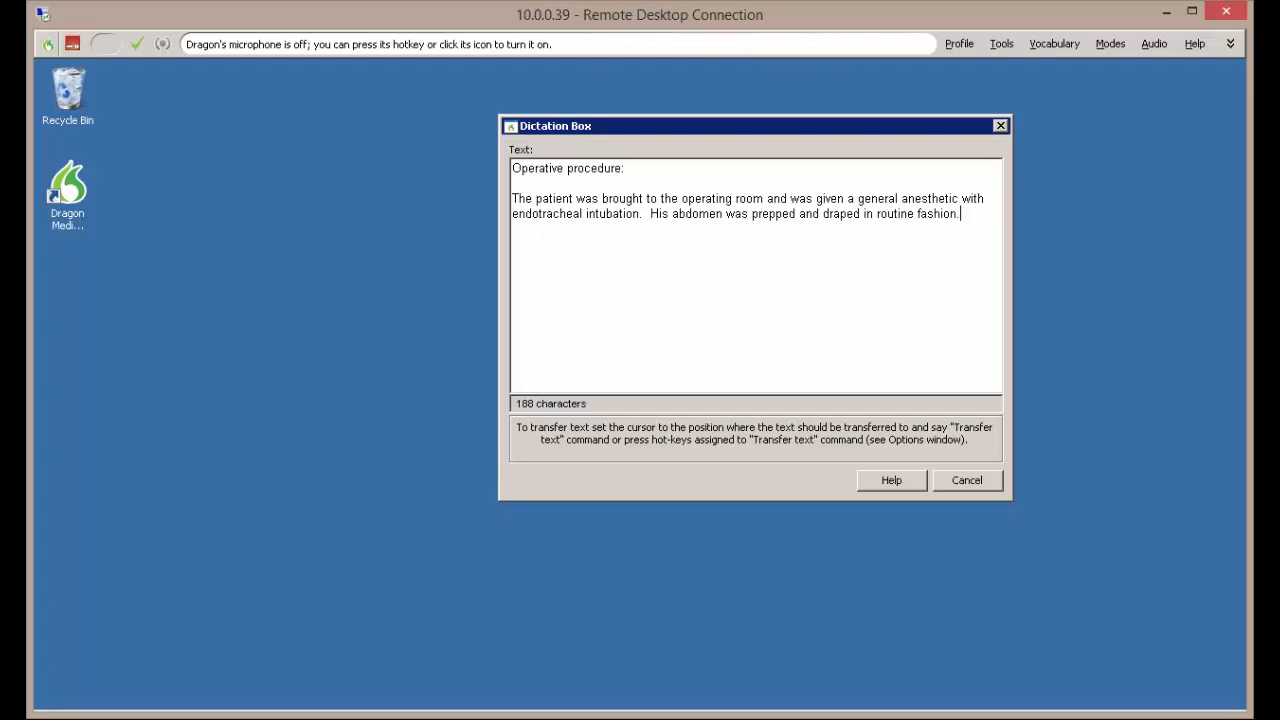 10.0.0.39 - Remote Desktop Connection
Dragon's microphone is off; you can press its hotkey or click its icon to turn it on.
Profile Tools Vocabulary Modes Audio Help
Recycle Bin
Dragon
Medi...
Dictation Box
Text:
Operative procedure:
The patient was brought to the operating room and was given a general anesthetic with
endotracheal intubation.  His abdomen was prepped and draped in routine fashion.
188 characters
To transfer text set the cursor to the position where the text should be transferred to and say "Transfer
text" command or press hot-keys assigned to "Transfer text" command (see Options window).
Help Cancel